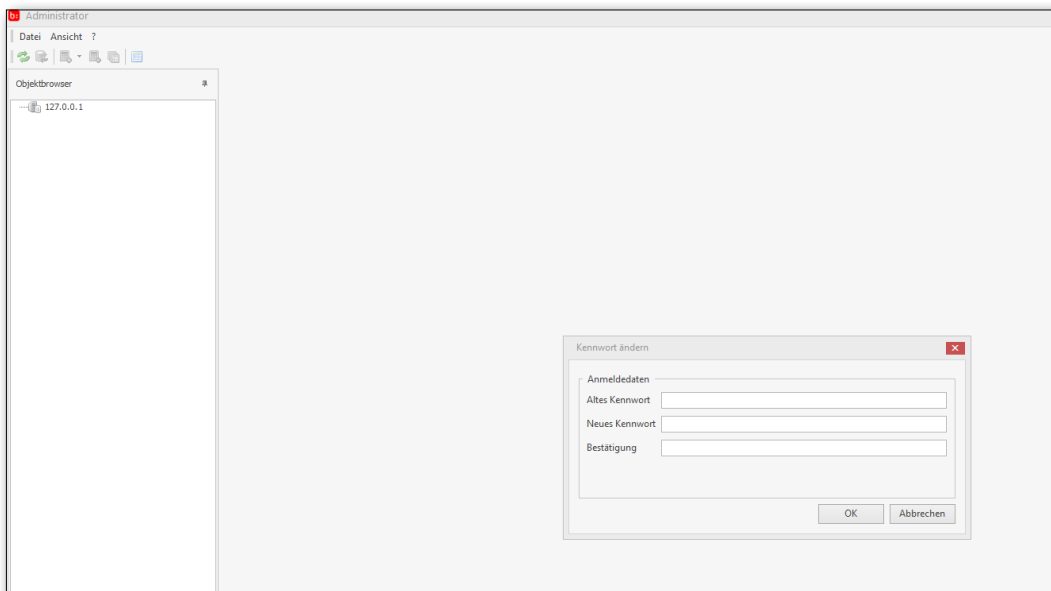 b: Administrator
Datei Ansicht ?
Objektbrowser
127.0.0.1
Kennwort ändern
Anmeldedaten
Altes Kennwort
Neues Kennwort
Bestätigung
OK Abbrechen